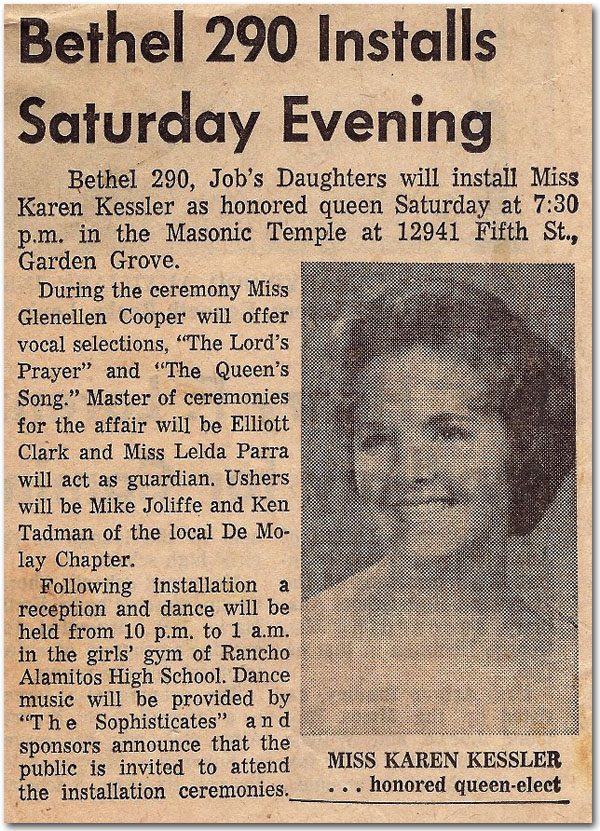 Bethel 290 Installs
Saturday Evening
Bethel 290, Job's Daughters will install Miss
Karen Kessler as honored queen Saturday at 7:30
p.m. in the Masonic Temple at 12941 Fifth St.,
Garden Grove.
During the ceremony Miss
Glenellen Cooper will offer
vocal selections, “The Lord's
Prayer” and “The Queen's
Song.” Master of ceremonies
for the affair will be Elliott
Clark and Miss Lelda Parra
will act as guardian. Ushers
will be Mike Joliffe and Ken
Tadman of the local De Mo-
lay Chapter.
Following installation a
reception and dance will be
held from 10 p.m. to 1 a.m.
in the girls' gym of Rancho
Alamitos High School. Dance
music will be provided by
“The Sophisticates” and
sponsors announce that the
public is invited to attend
the installation ceremonies.
MISS KAREN KESSLER
. . . honored queen-elect